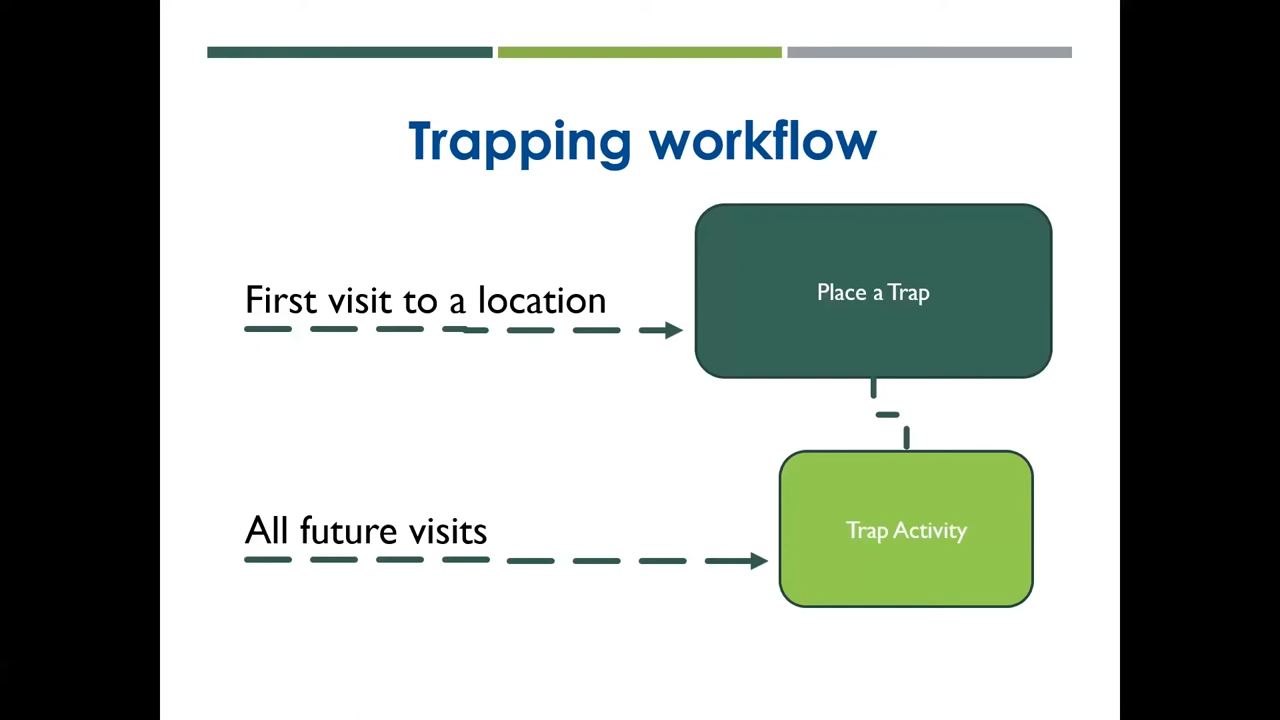 Trapping workflow
First visit to a location
Place a Trap
All future visits
Trap Activity